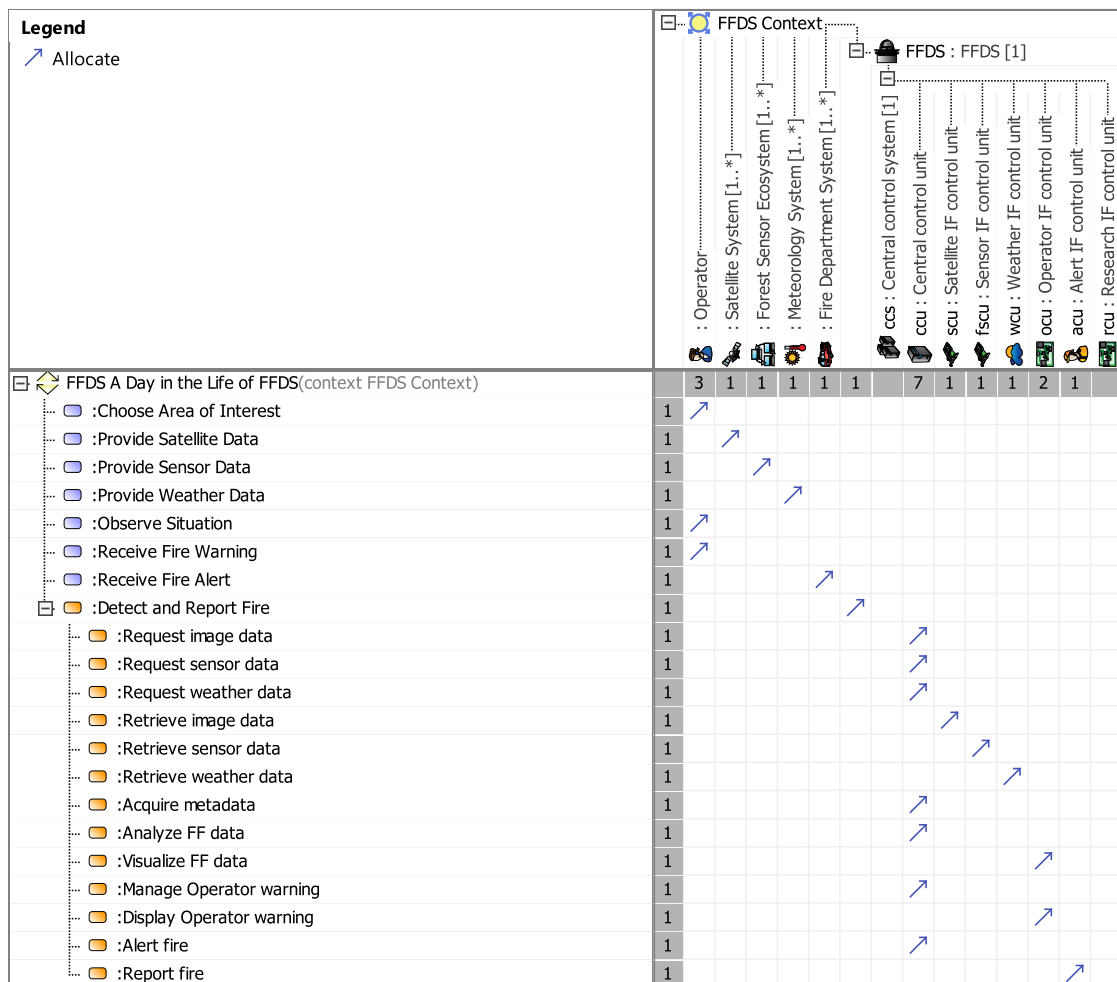 Legend
Allocate
FFDS Context
FFDS : FFDS [1]
: Operator
: Satellite System [1..*]
: Forest Sensor Ecosystem [1..*]
: Meteorology System [1..*]
: Fire Department System [1..*]
ccs : Central control system [1]
ccu : Central control unit
scu : Satellite IF control unit
fscu : Sensor IF control unit
wcu : Weather IF control unit
ocu : Operator IF control unit
acu : Alert IF control unit
rcu : Research IF control unit
FFDS A Day in the Life of FFDS(context FFDS Context) 3 1 1 1 1 1 7 1 1 1 2 1
:Choose Area of Interest 1
:Provide Satellite Data 1
:Provide Sensor Data 1
:Provide Weather Data 1
:Observe Situation 1
:Receive Fire Warning 1
:Receive Fire Alert 1
:Detect and Report Fire 1
:Request image data 1
:Request sensor data 1
:Request weather data 1
:Retrieve image data 1
:Retrieve sensor data 1
:Retrieve weather data 1
:Acquire metadata 1
:Analyze FF data 1
:Visualize FF data 1
:Manage Operator warning 1
:Display Operator warning 1
:Alert fire 1
:Report fire 1